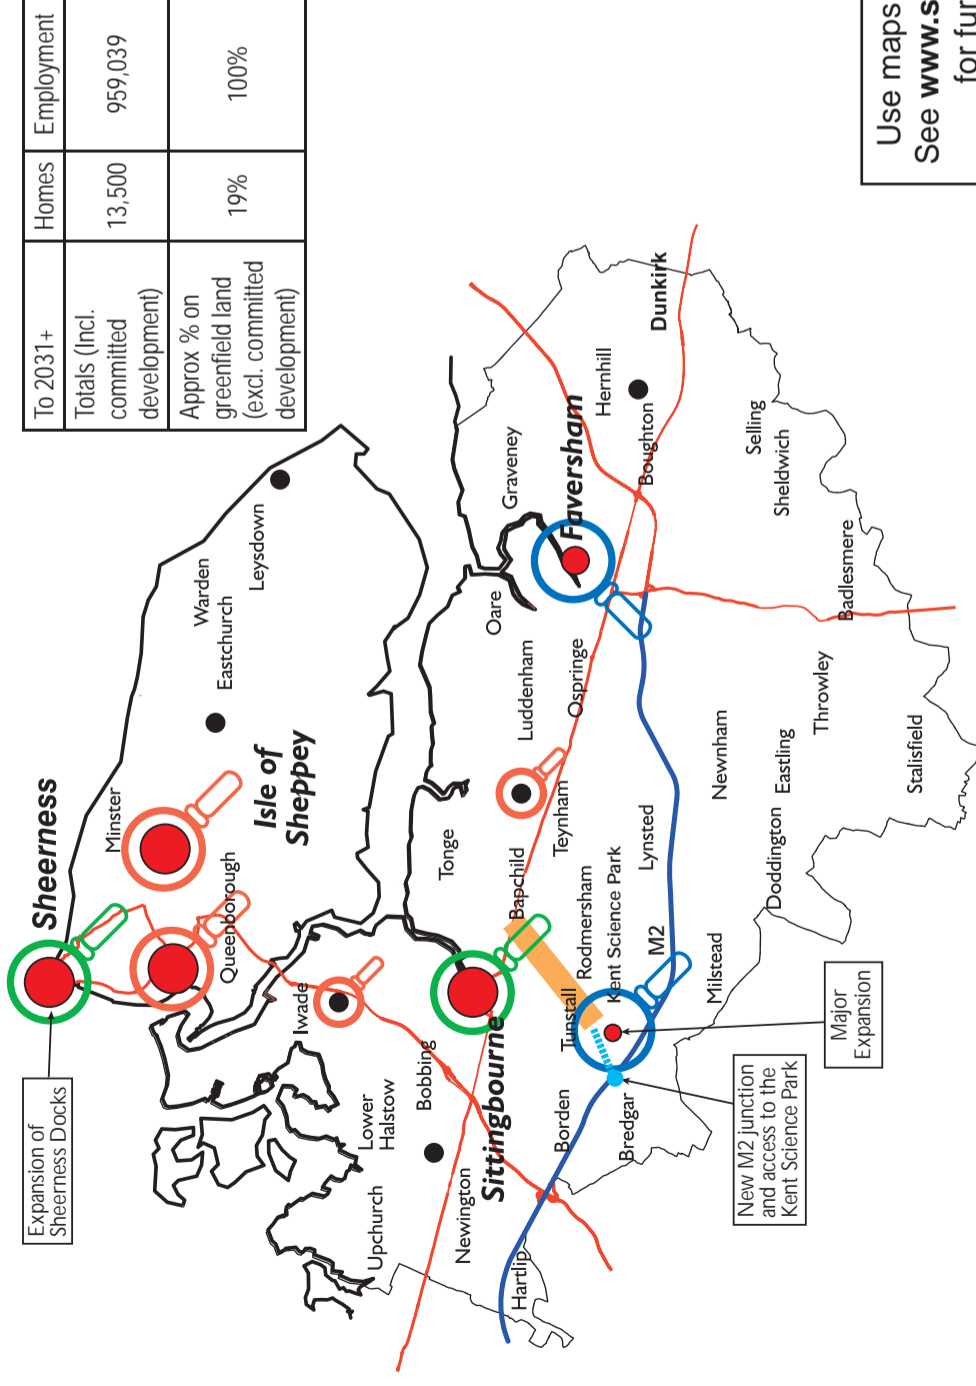 To 2031+ Homes Employment
Totals (Incl. 13,500 959,039
committed
development)
Approx % on 19% 100%
greenfield land
(excl. committed
development)
Expansion of
Sheerness Docks
Sheerness
Minster
Queenborough
Isle of
Sheppey
Eastchurch
Warden
Leysdown
Iwade
Lower
Halstow
Upchurch
Bobbing
Newington
Hartlip
Sittingbourne
Tonge
Bapchild
Teynham
Luddenham
Oare
Graveney
Faversham
Hernhill
Boughton
Dunkirk
Ospringe
Borden
Bredgar
Tunstall
Rodmersham
Kent Science Park
M2
Milstead
Lynsted
Newnham
Doddington
Eastling
Throwley
Stalisfield
Badlesmere
Sheldwich
Selling
New M2 junction
and access to the
Kent Science Park
Major
Expansion
Use maps
See www.s
for fur